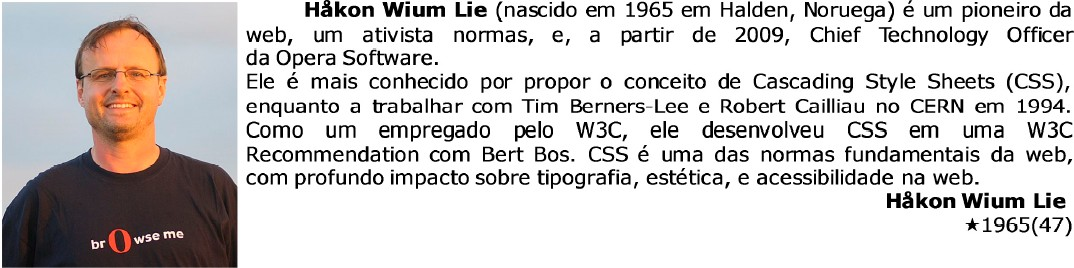 Håkon Wium Lie (nascido em 1965 em Halden, Noruega) é um pioneiro da
web, um ativista normas, e, a partir de 2009, Chief Technology Officer
da Opera Software.
Ele é mais conhecido por propor o conceito de Cascading Style Sheets (CSS),
enquanto a trabalhar com Tim Berners-Lee e Robert Cailliau no CERN em 1994.
Como um empregado pelo W3C, ele desenvolveu CSS em uma W3C
Recommendation com Bert Bos. CSS é uma das normas fundamentais da web,
com profundo impacto sobre tipografia, estética, e acessibilidade na web.
Håkon Wium Lie
★1965(47)
br O wse me